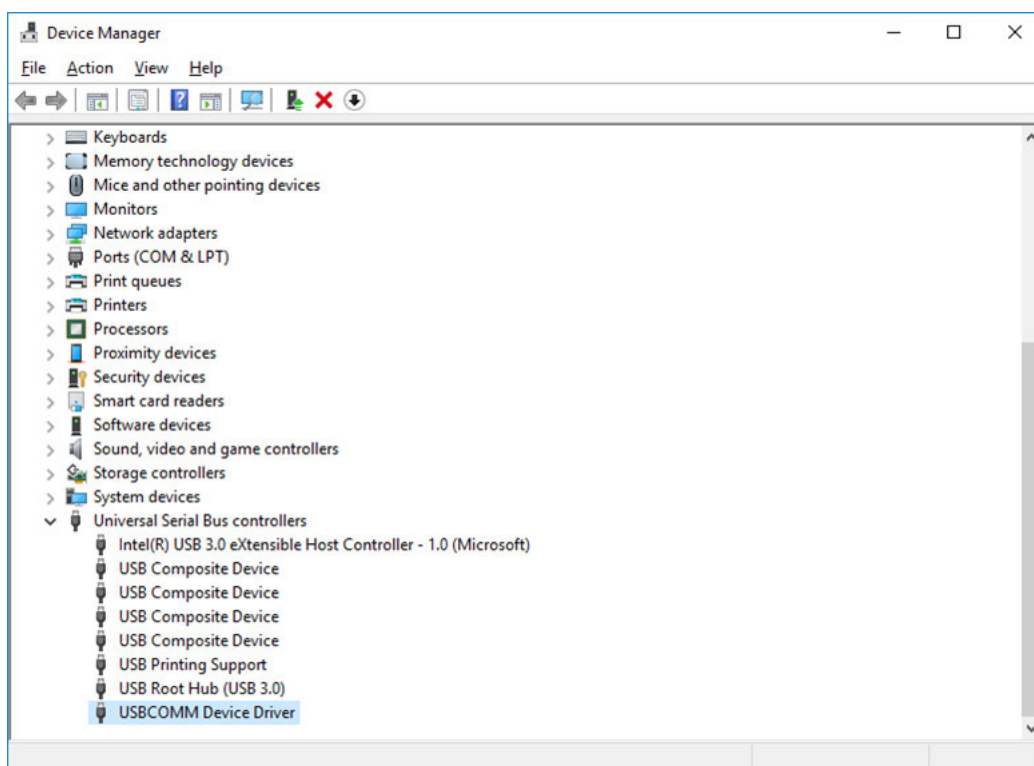 Device Manager
File Action View Help
Keyboards
Memory technology devices
Mice and other pointing devices
Monitors
Network adapters
Ports (COM & LPT)
Print queues
Printers
Processors
Proximity devices
Security devices
Smart card readers
Software devices
Sound, video and game controllers
Storage controllers
System devices
Universal Serial Bus controllers
Intel(R) USB 3.0 eXtensible Host Controller - 1.0 (Microsoft)
USB Composite Device
USB Composite Device
USB Composite Device
USB Composite Device
USB Printing Support
USB Root Hub (USB 3.0)
USBCOMM Device Driver